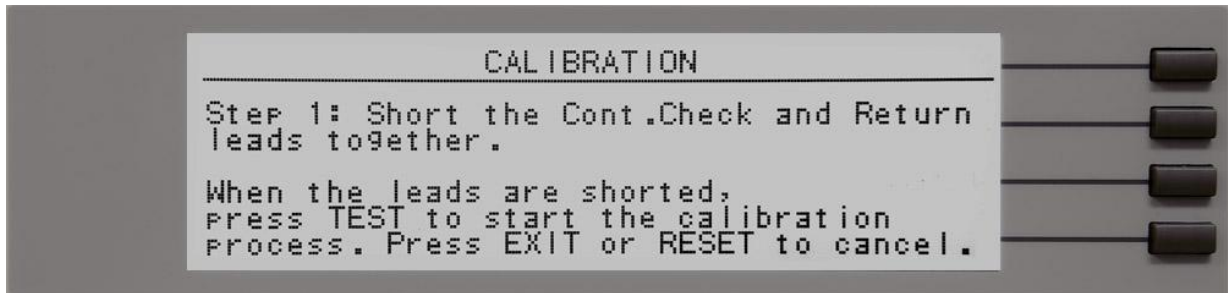 CALIBRATION
Step 1: Short the Cont.Check and Return
leads together.
When the leads are shorted,
press TEST to start the calibration
process. Press EXIT or RESET to cancel.